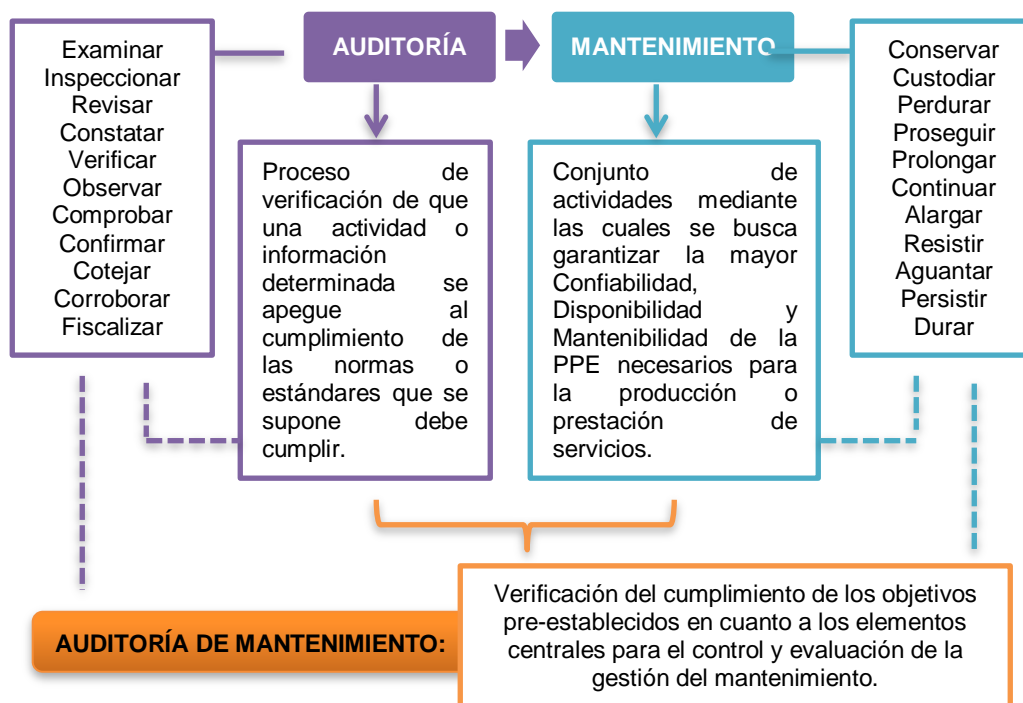 AUDITORÍA
MANTENIMIENTO
Examinar
Inspeccionar
Revisar
Constatar
Verificar
Observar
Comprobar
Confirmar
Cotejar
Corroborar
Fiscalizar
Proceso de
verificación de que
una actividad o
información
determinada se
apegue al
cumplimiento de
las normas o
estándares que se
supone debe
cumplir.
Conjunto de
actividades mediante
las cuales se busca
garantizar la mayor
Confiabilidad,
Disponibilidad y
Mantenibilidad de la
PPE necesarios para
la producción o
prestación de
servicios.
Conservar
Custodiar
Perdurar
Proseguir
Prolongar
Continuar
Alargar
Resistir
Aguantar
Persistir
Durar
AUDITORÍA DE MANTENIMIENTO:
Verificación del cumplimiento de los objetivos
pre-establecidos en cuanto a los elementos
centrales para el control y evaluación de la
gestión del mantenimiento.